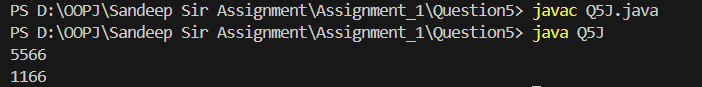 PS D:\OOPJ\Sandeep Sir Assignment\Assignment_1\Question5> javac Q5J.java
PS D:\OOPJ\Sandeep Sir Assignment\Assignment_1\Question5> java Q5J
5566
1166